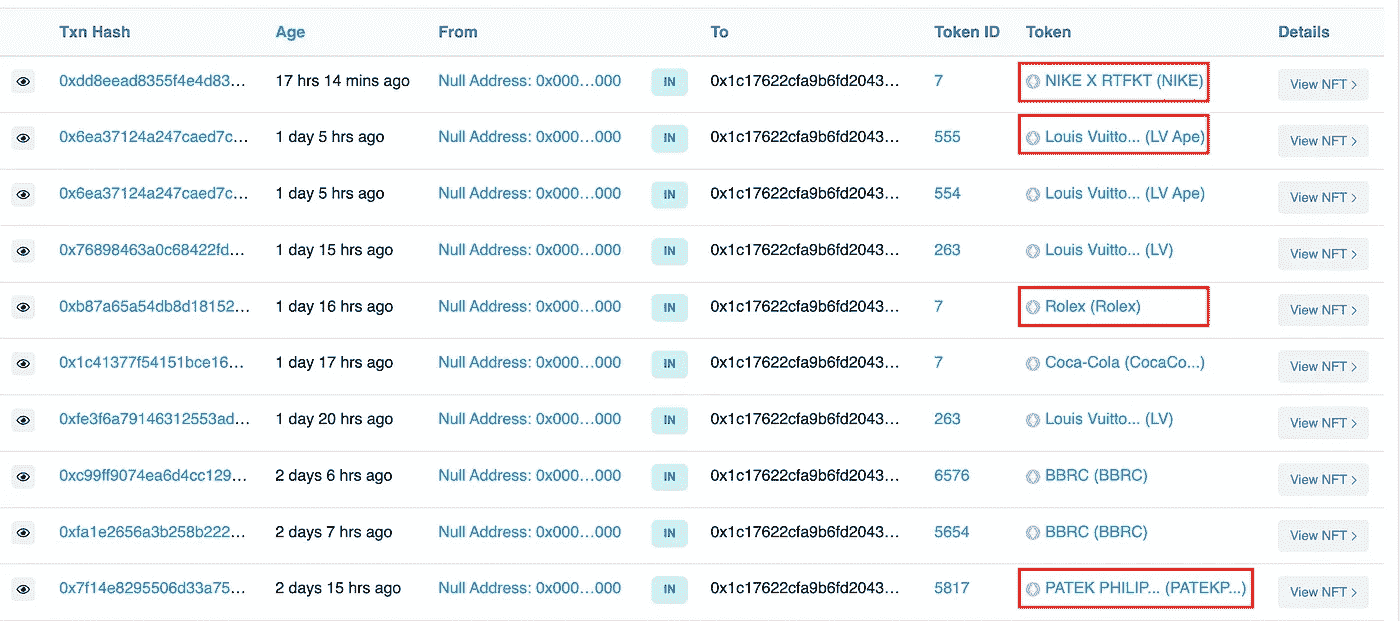 Txn Hash Age From To Token ID Token Details
0xdd8eead8355f4e4d83... 17 hrs 14 mins ago Null Address: 0x000...000 IN 0x1c17622cfa9b6fd2043... 7 NIKE X RTFKT (NIKE) View NFT >
0x6ea37124a247caed7c... 1 day 5 hrs ago Null Address: 0x000...000 IN 0x1c17622cfa9b6fd2043... 555 Louis Vuitto... (LV Ape) View NFT >
0x6ea37124a247caed7c... 1 day 5 hrs ago Null Address: 0x000...000 IN 0x1c17622cfa9b6fd2043... 554 Louis Vuitto... (LV Ape) View NFT >
0x76898463a0c68422fd... 1 day 15 hrs ago Null Address: 0x000...000 IN 0x1c17622cfa9b6fd2043... 263 Louis Vuitto... (LV) View NFT >
0xb87a65a54db8d18152... 1 day 16 hrs ago Null Address: 0x000...000 IN 0x1c17622cfa9b6fd2043... 7 Rolex (Rolex) View NFT >
0x1c41377f54151bce16... 1 day 17 hrs ago Null Address: 0x000...000 IN 0x1c17622cfa9b6fd2043... 7 Coca-Cola (CocaCo...) View NFT >
0xfe3f6a79146312553ad... 1 day 20 hrs ago Null Address: 0x000...000 IN 0x1c17622cfa9b6fd2043... 263 Louis Vuitto... (LV) View NFT >
0xc99ff9074ea6d4cc129... 2 days 6 hrs ago Null Address: 0x000...000 IN 0x1c17622cfa9b6fd2043... 6576 BBRC (BBRC) View NFT >
0xfa1e2656a3b258b222... 2 days 7 hrs ago Null Address: 0x000...000 IN 0x1c17622cfa9b6fd2043... 5654 BBRC (BBRC) View NFT >
0x7f14e8295506d33a75... 2 days 15 hrs ago Null Address: 0x000...000 IN 0x1c17622cfa9b6fd2043... 5817 PATEK PHILIP... (PATEKP...) View NFT >